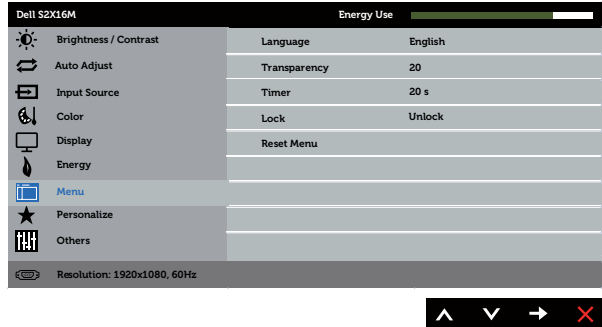 Dell S2X16M Energy Use
Brightness / Contrast
Auto Adjust
Input Source
Color
Display
Energy
Menu
Personalize
Others
Language English
Transparency 20
Timer 20 s
Lock Unlock
Reset Menu
Resolution: 1920x1080, 60Hz